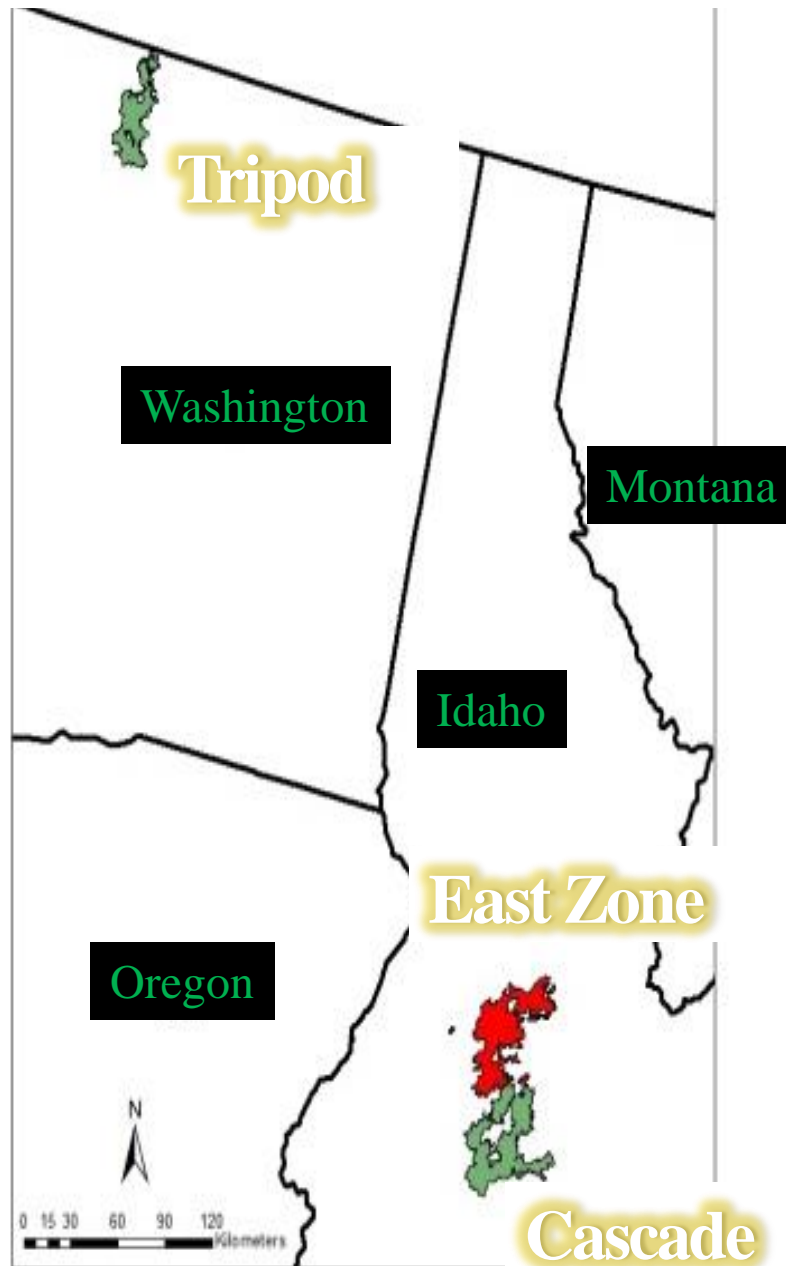 Tripod
Washington
Montana
Idaho
East Zone
Oregon
N
0 15 30 60 90 120
Kilometers
Cascade